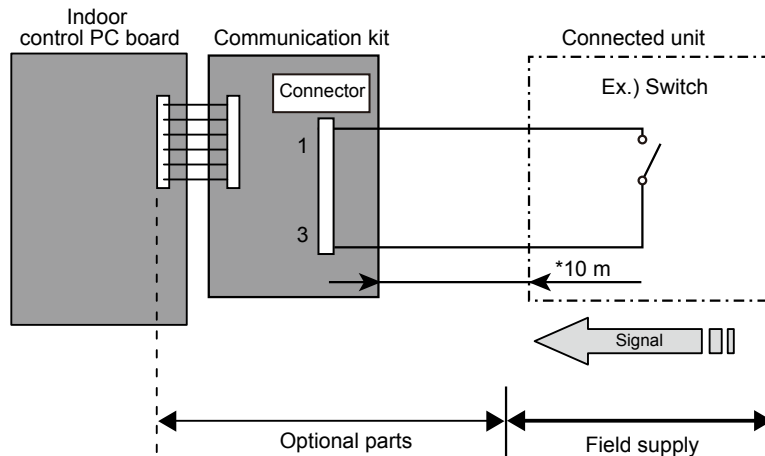 Indoor
control PC board
Communication kit
Connected unit
Connector
Ex.) Switch
1
3
*10 m
Signal
Optional parts
Field supply